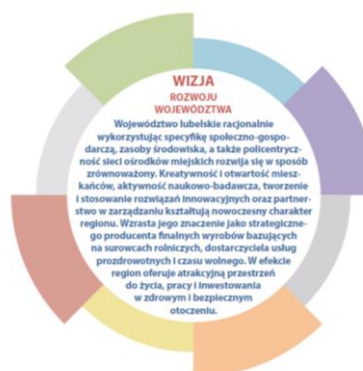 WIZJA
ROZWOJU
WOJEWÓDZTWA
Województwo lubelskie racjonalnie
wykorzystując specyfikę społeczno-gospo-
darczą, zasoby środowiska, a także policentrycz-
ność sieci ośrodków miejskich rozwija się w sposób
zrównoważony. Kreatywność i otwartość miesz-
kańców, aktywność naukowo-badawcza, tworzenie
i stosowanie rozwiązań innowacyjnych oraz partner-
stwo w zarządzaniu kształtują nowoczesny charakter
regionu. Wzrasta jego znaczenie jako strategiczne-
go producenta finalnych wyrobów bazujących
na surowcach rolniczych, dostarczyciela usług
prozdrowotnych i czasu wolnego. W efekcie
region oferuje atrakcyjną przestrzeń
do życia, pracy i inwestowania
w zdrowym i bezpiecznym
otoczeniu.